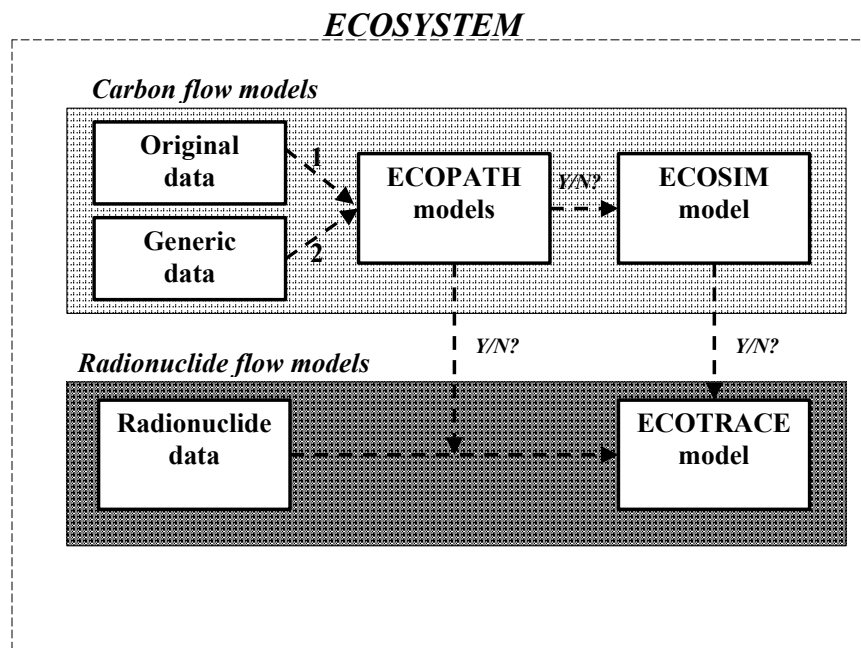 ECOSYSTEM
Carbon flow models
Original
data
1
Generic
data
2
ECOPATH
models
Y/N?
ECOSIM
model
Y/N?
Y/N?
Radionuclide flow models
Radionuclide
data
ECOTRACE
model